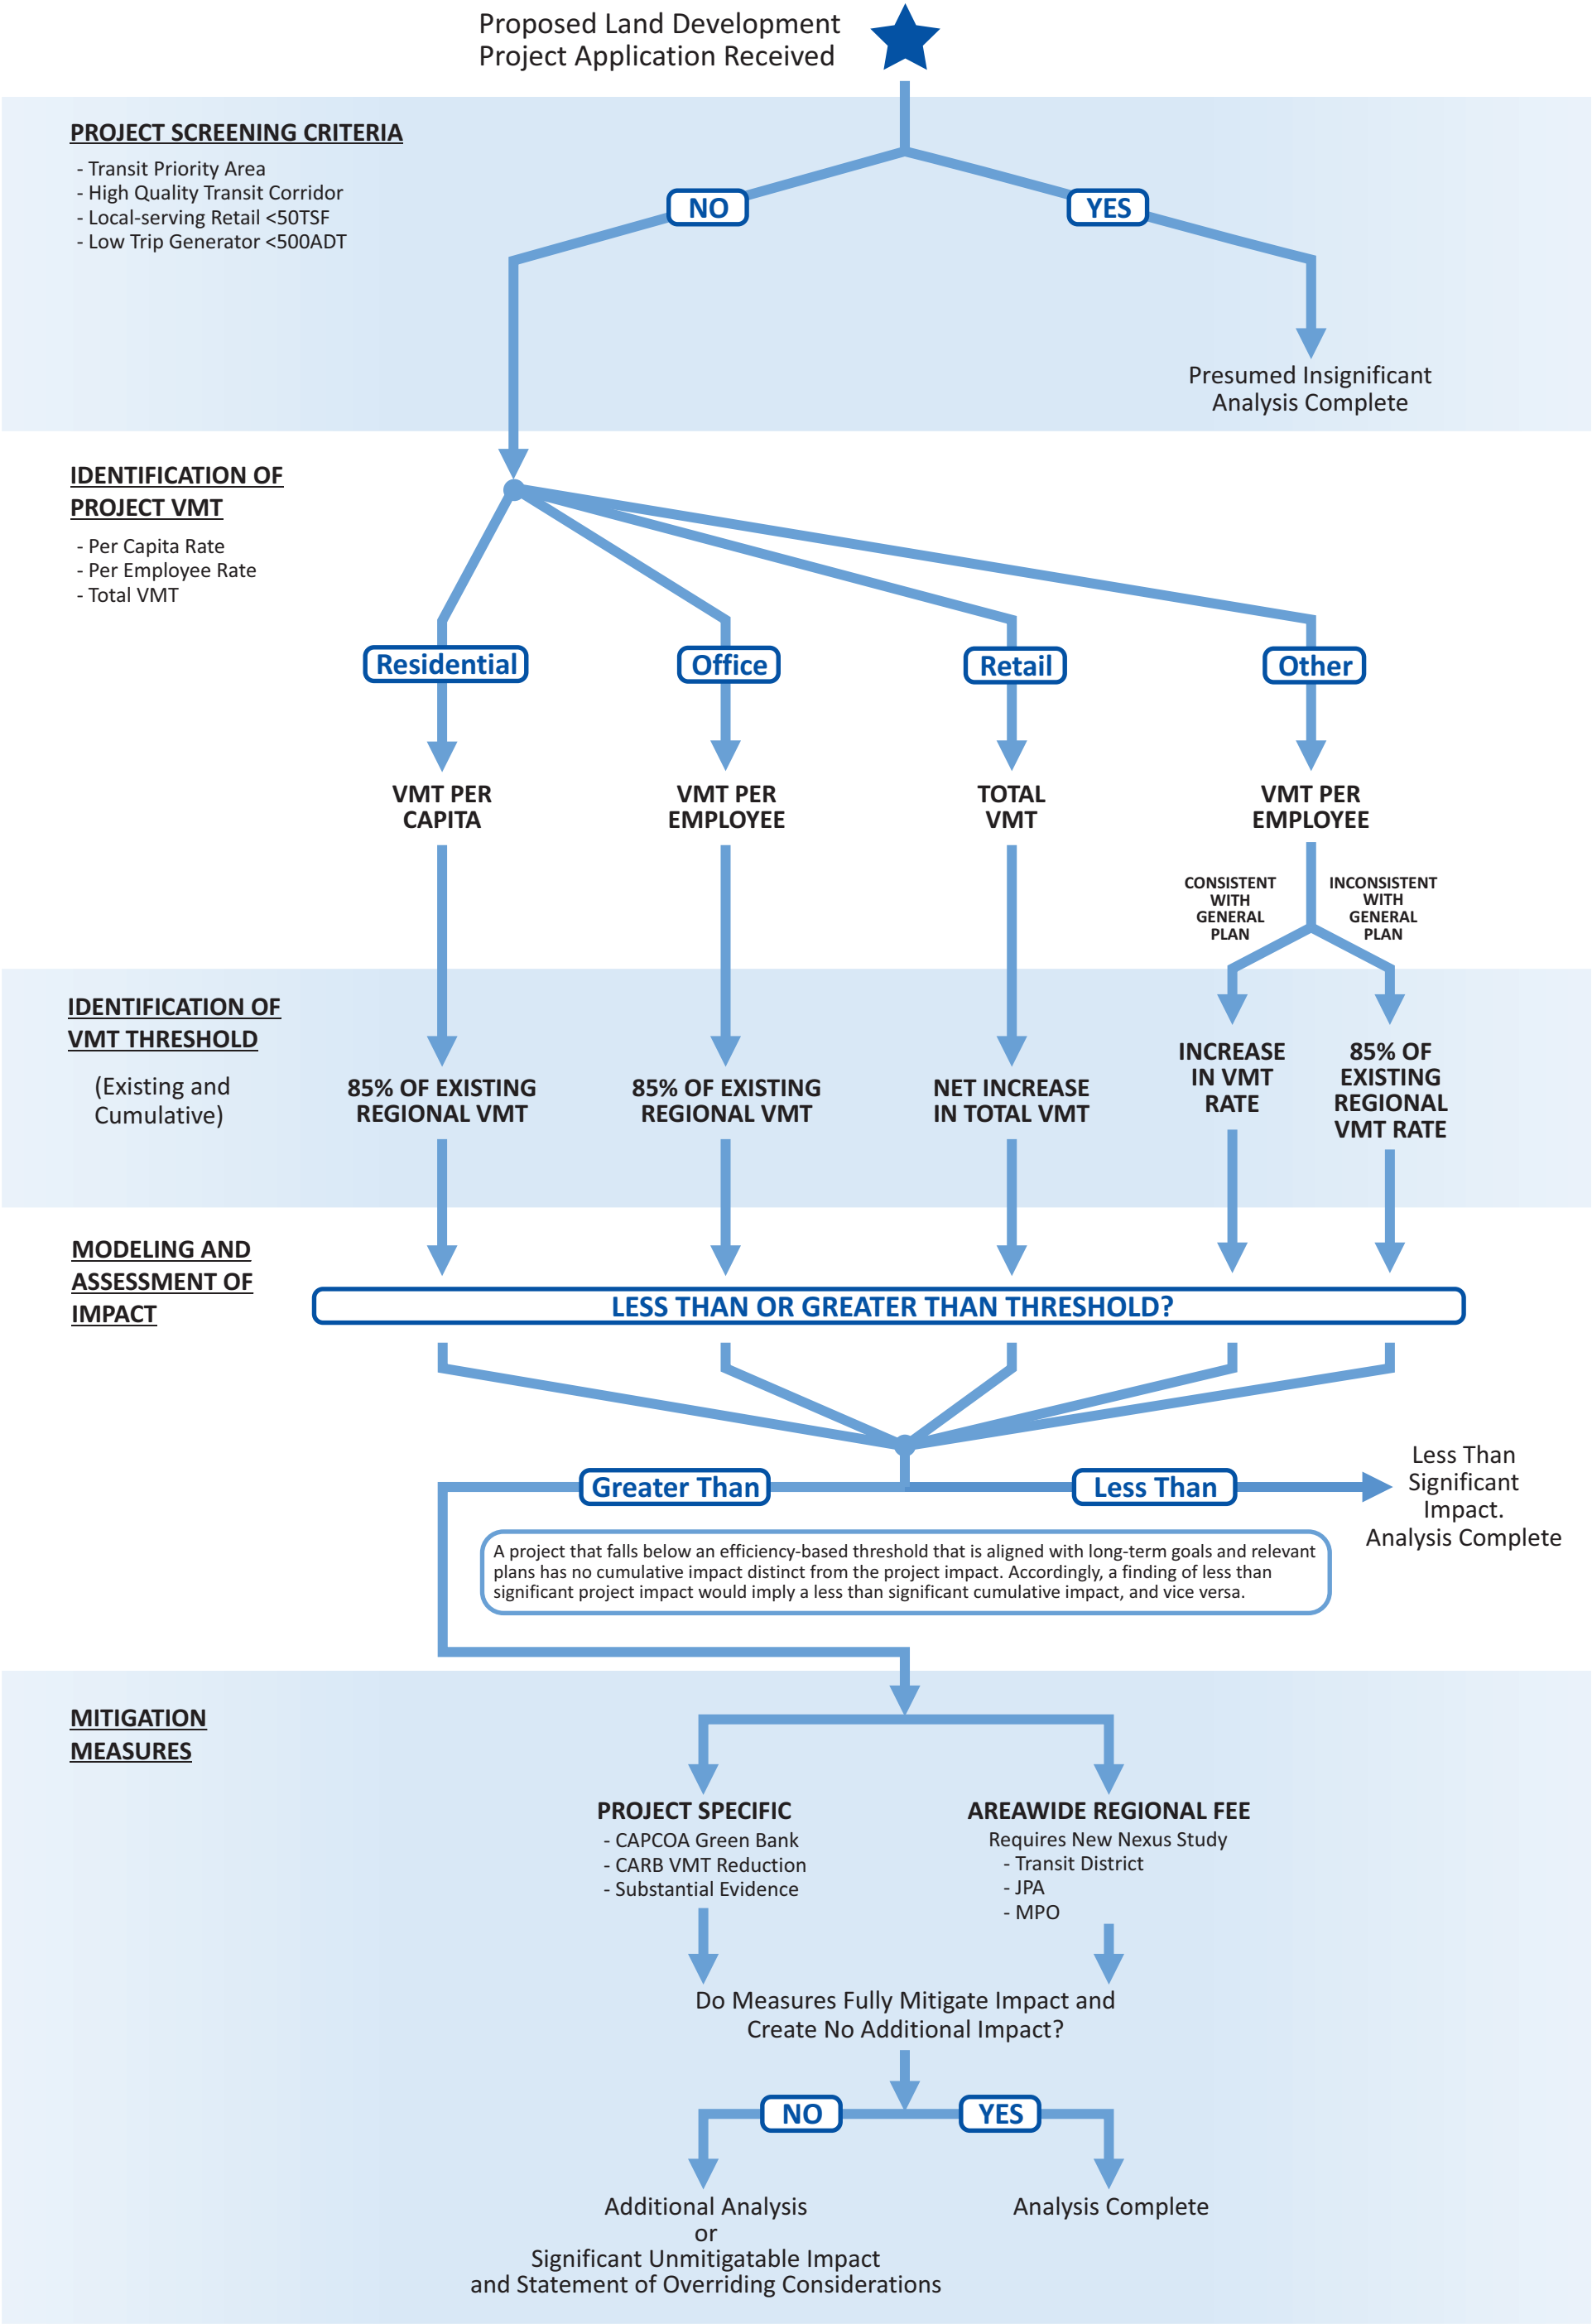 Proposed Land Development
Project Application Received
PROJECT SCREENING CRITERIA
- Transit Priority Area
- High Quality Transit Corridor
- Local-serving Retail <50TSF
- Low Trip Generator <500ADT
NO
YES
Presumed Insignificant
Analysis Complete
IDENTIFICATION OF
PROJECT VMT
- Per Capita Rate
- Per Employee Rate
- Total VMT
Residential
Office
Retail
Other
VMT PER
CAPITA
VMT PER
EMPLOYEE
TOTAL
VMT
VMT PER
EMPLOYEE
CONSISTENT
WITH
GENERAL
PLAN
INCONSISTENT
WITH
GENERAL
PLAN
IDENTIFICATION OF
VMT THRESHOLD
(Existing and
Cumulative)
85% OF EXISTING
REGIONAL VMT
85% OF EXISTING
REGIONAL VMT
NET INCREASE
IN TOTAL VMT
INCREASE
IN VMT
RATE
85% OF
EXISTING
REGIONAL
VMT RATE
MODELING AND
ASSESSMENT OF
IMPACT
LESS THAN OR GREATER THAN THRESHOLD?
Greater Than
Less Than
Less Than
Significant
Impact.
Analysis Complete
A project that falls below an efficiency-based threshold that is aligned with long-term goals and relevant
plans has no cumulative impact distinct from the project impact. Accordingly, a finding of less than
significant project impact would imply a less than significant cumulative impact, and vice versa.
MITIGATION
MEASURES
PROJECT SPECIFIC
- CAPCOA Green Bank
- CARB VMT Reduction
- Substantial Evidence
AREAWIDE REGIONAL FEE
Requires New Nexus Study
- Transit District
- JPA
- MPO
Do Measures Fully Mitigate Impact and
Create No Additional Impact?
NO
YES
Additional Analysis
or
Significant Unmitigatable Impact
and Statement of Overriding Considerations
Analysis Complete